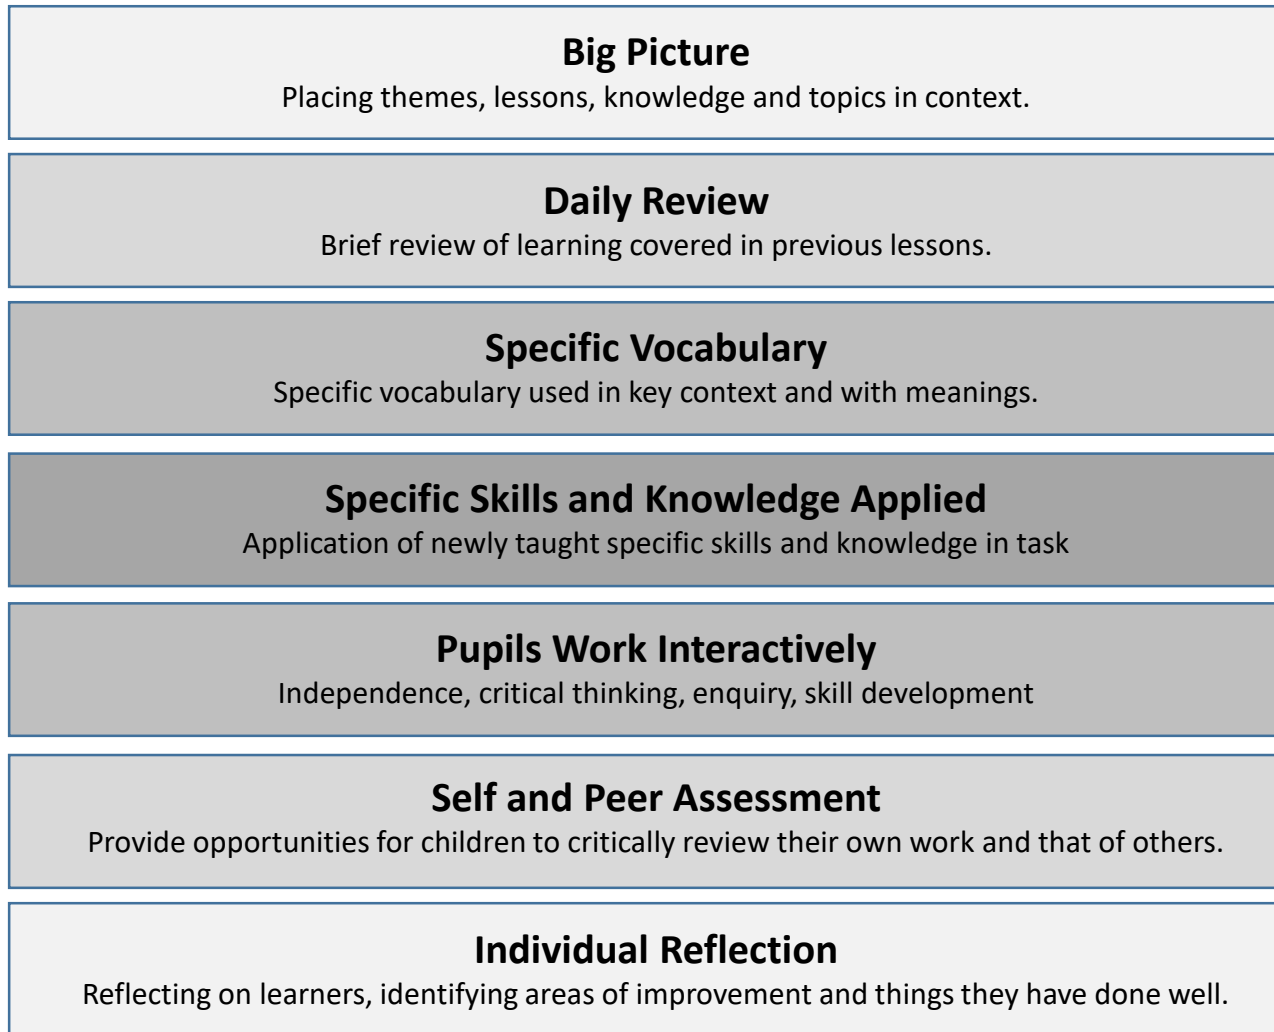 Big Picture
Placing themes, lessons, knowledge and topics in context.
Daily Review
Brief review of learning covered in previous lessons.
Specific Vocabulary
Specific vocabulary used in key context and with meanings.
Specific Skills and Knowledge Applied
Application of newly taught specific skills and knowledge in task
Pupils Work Interactively
Independence, critical thinking, enquiry, skill development
Self and Peer Assessment
Provide opportunities for children to critically review their own work and that of others.
Individual Reflection
Reflecting on learners, identifying areas of improvement and things they have done well.